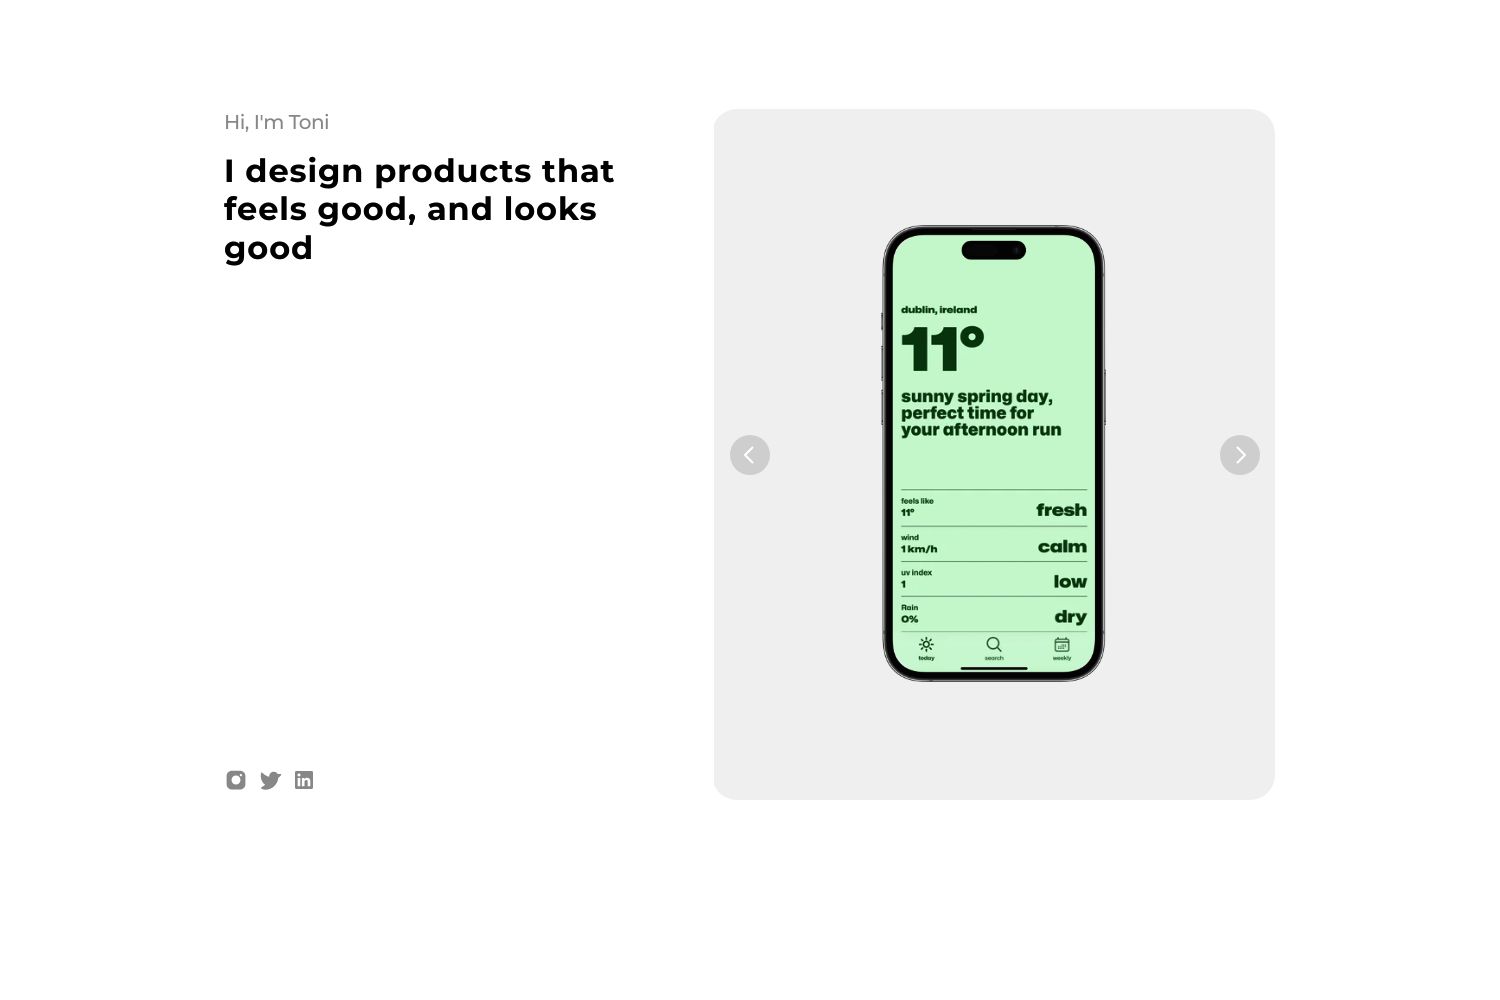 Hi, I'm Toni
I design products that
feels good, and looks
good
dublin, ireland
11°
sunny spring day,
perfect time for
your afternoon run
feels like
11°
fresh
wind
1 km/h
calm
uv index
1
low
Rain
0%
dry
today
search
weekly
in